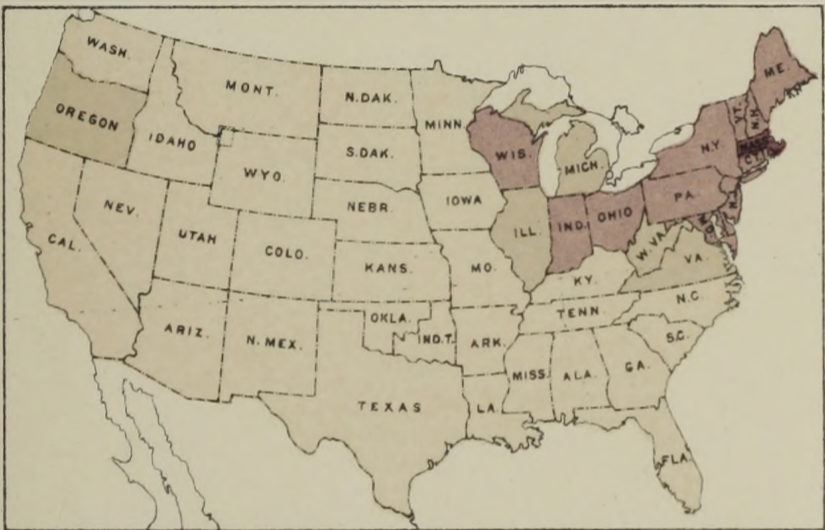 WASH.
OREGON
IDAHO
MONT.
N.DAK.
S.DAK.
MINN
WIS.
MICH.
ME.
VT.
N.H.
MASS
CT.
N.Y.
PA.
N.J.
MD.
OHIO
IND.
ILL.
IOWA
NEBR.
WYO.
NEV.
CAL.
UTAH
COLO.
KANS.
MO.
KY.
W.VA.
VA.
N.C.
TENN.
S.C.
ARIZ.
N.MEX.
OKLA.
IND.T.
ARK.
TEXAS
LA.
MISS.
ALA.
GA.
FLA.